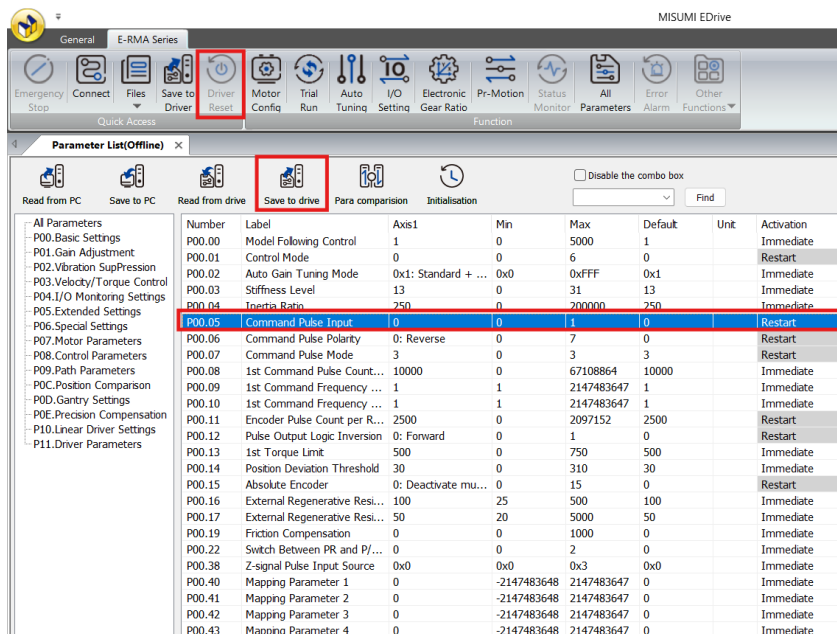 MISUMI EDrive
General E-RMA Series
Emergency Stop Connect Files Save to Driver Driver Reset Motor Config Trial Run Auto Tuning I/O Setting Electronic Gear Ratio Pr-Motion Status Monitor All Parameters Error Alarm Other Functions
Quick Access Function
Parameter List(Offline) ×
Read from PC Save to PC Read from drive Save to drive Para comparision Initialisation
Disable the combo box
Find
All Parameters
P00.Basic Settings
P01.Gain Adjustment
P02.Vibration SupPression
P03.Velocity/Torque Control
P04.I/O Monitoring Settings
P05.Extended Settings
P06.Special Settings
P07.Motor Parameters
P08.Control Parameters
P09.Path Parameters
P0C.Position Comparison
P0D.Gantry Settings
P0E.Precision Compensation
P10.Linear Driver Settings
P11.Driver Parameters
Number Label Axis1 Min Max Default Unit Activation
P00.00 Model Following Control 1 0 5000 1 Immediate
P00.01 Control Mode 0 0 6 0 Restart
P00.02 Auto Gain Tuning Mode 0x1: Standard + ... 0x0 0xFFF 0x1 Immediate
P00.03 Stiffness Level 13 0 31 13 Immediate
P00.04 Inertia Ratio 250 0 200000 250 Immediate
P00.05 Command Pulse Input 0 0 1 0 Restart
P00.06 Command Pulse Polarity 0: Reverse 0 7 0 Restart
P00.07 Command Pulse Mode 3 0 3 3 Restart
P00.08 1st Command Pulse Count... 10000 0 67108864 10000 Immediate
P00.09 1st Command Frequency ... 1 1 2147483647 1 Immediate
P00.10 1st Command Frequency ... 1 1 2147483647 1 Immediate
P00.11 Encoder Pulse Count per R... 2500 0 2097152 2500 Restart
P00.12 Pulse Output Logic Inversion 0: Forward 0 1 0 Restart
P00.13 1st Torque Limit 500 0 750 500 Immediate
P00.14 Position Deviation Threshold 30 0 310 30 Immediate
P00.15 Absolute Encoder 0: Deactivate mu... 0 15 0 Restart
P00.16 External Regenerative Resi... 100 25 500 100 Immediate
P00.17 External Regenerative Resi... 50 20 5000 50 Immediate
P00.19 Friction Compensation 0 0 1000 0 Immediate
P00.22 Switch Between PR and P/... 0 0 2 0 Immediate
P00.38 Z-signal Pulse Input Source 0x0 0x0 0x3 0x0 Immediate
P00.40 Mapping Parameter 1 0 -2147483648 2147483647 0 Immediate
P00.41 Mapping Parameter 2 0 -2147483648 2147483647 0 Immediate
P00.42 Mapping Parameter 3 0 -2147483648 2147483647 0 Immediate
P00.43 Mapping Parameter 4 0 -2147483648 2147483647 0 Immediate